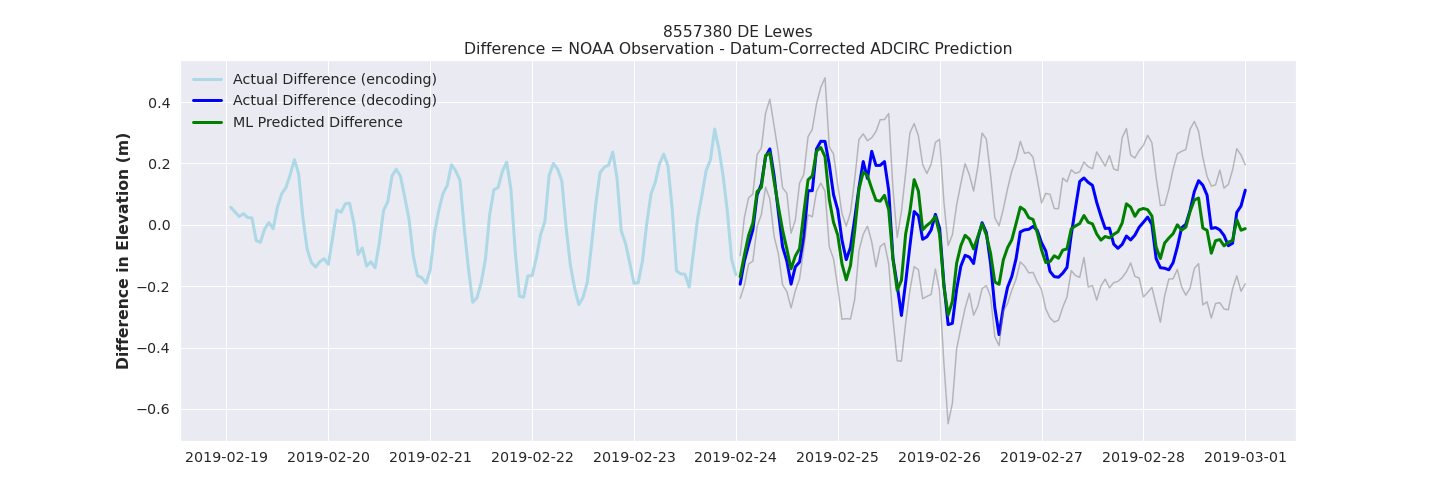 8557380 DE Lewes
Difference = NOAA Observation - Datum-Corrected ADCIRC Prediction
Actual Difference (encoding)
Actual Difference (decoding)
ML Predicted Difference
Difference in Elevation (m)
0.4
0.2
0.0
−0.2
−0.4
−0.6
2019-02-19 2019-02-20 2019-02-21 2019-02-22 2019-02-23 2019-02-24 2019-02-25 2019-02-26 2019-02-27 2019-02-28 2019-03-01